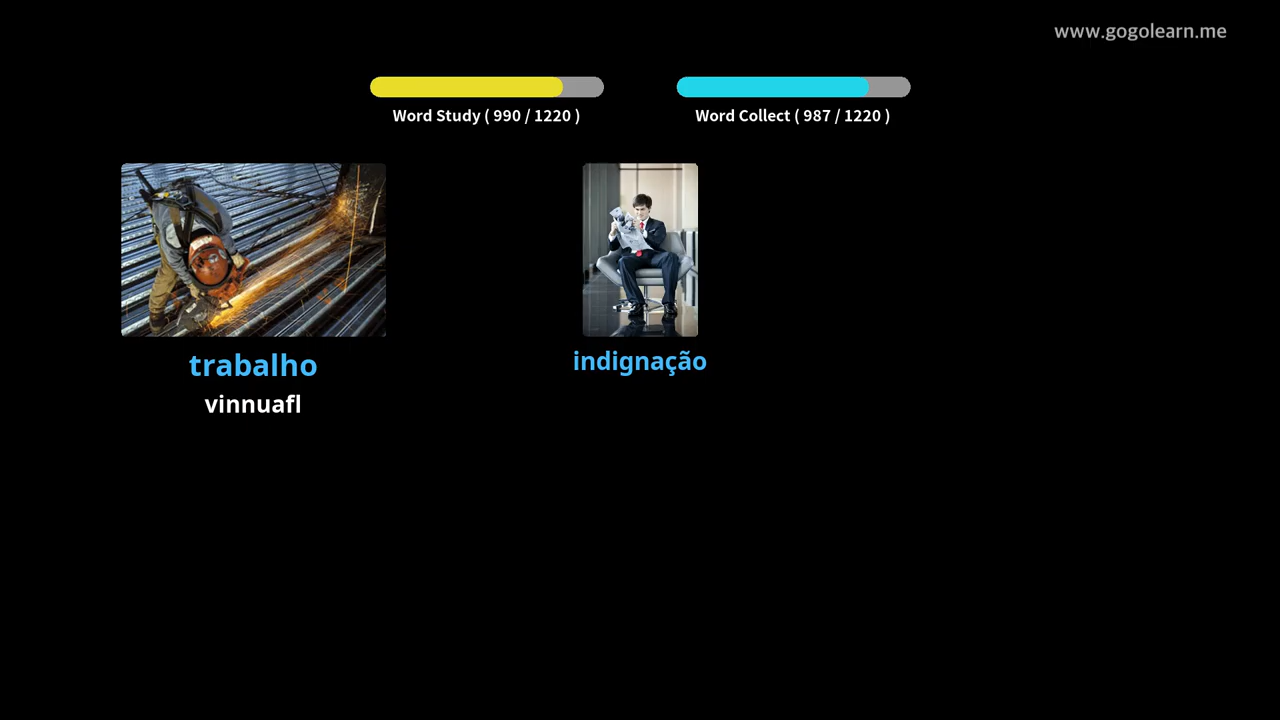 www.gogolearn.me
Word Study ( 990 / 1220 )
Word Collect ( 987 / 1220 )
trabalho
vinnuafl
indignação